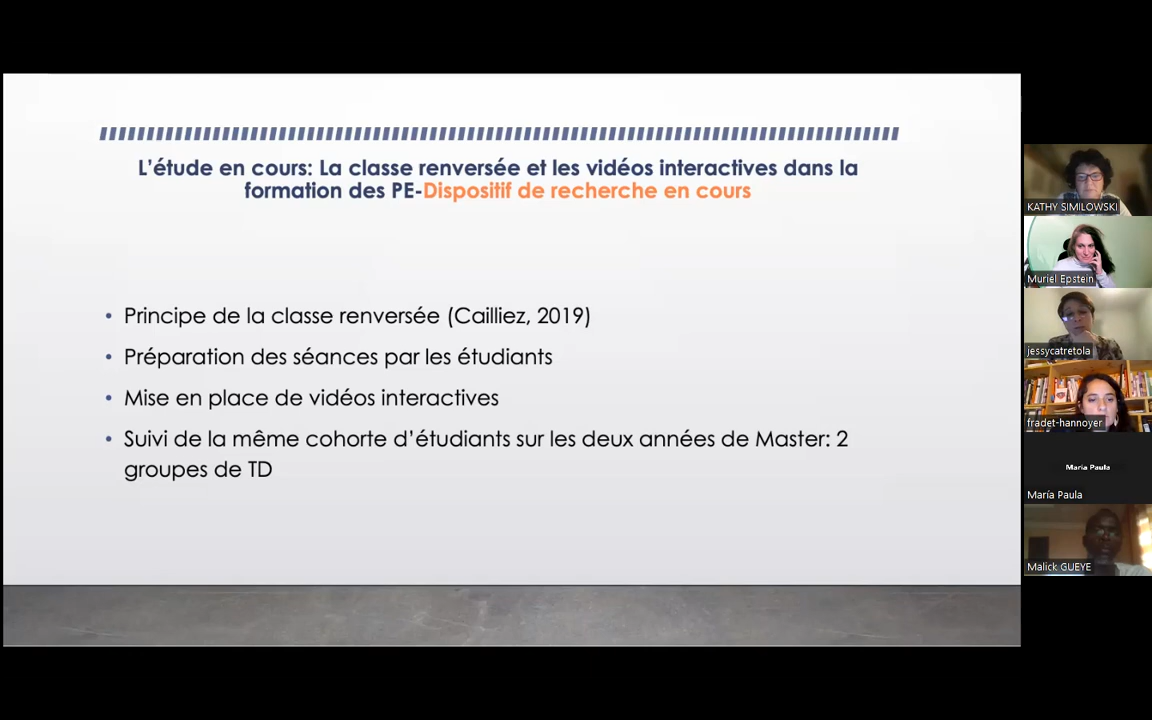 L'étude en cours: La classe renversée et les vidéos interactives dans la
formation des PE-Dispositif de recherche en cours
• Principe de la classe renversée (Cailliez, 2019)
• Préparation des séances par les étudiants
• Mise en place de vidéos interactives
• Suivi de la même cohorte d'étudiants sur les deux années de Master: 2
groupes de TD
KATHY SIMILOWSKI
Muriel Epstein
jessycatretola
fradet-hannoyer
Maria Paula
María Paula
Malick GUEYE